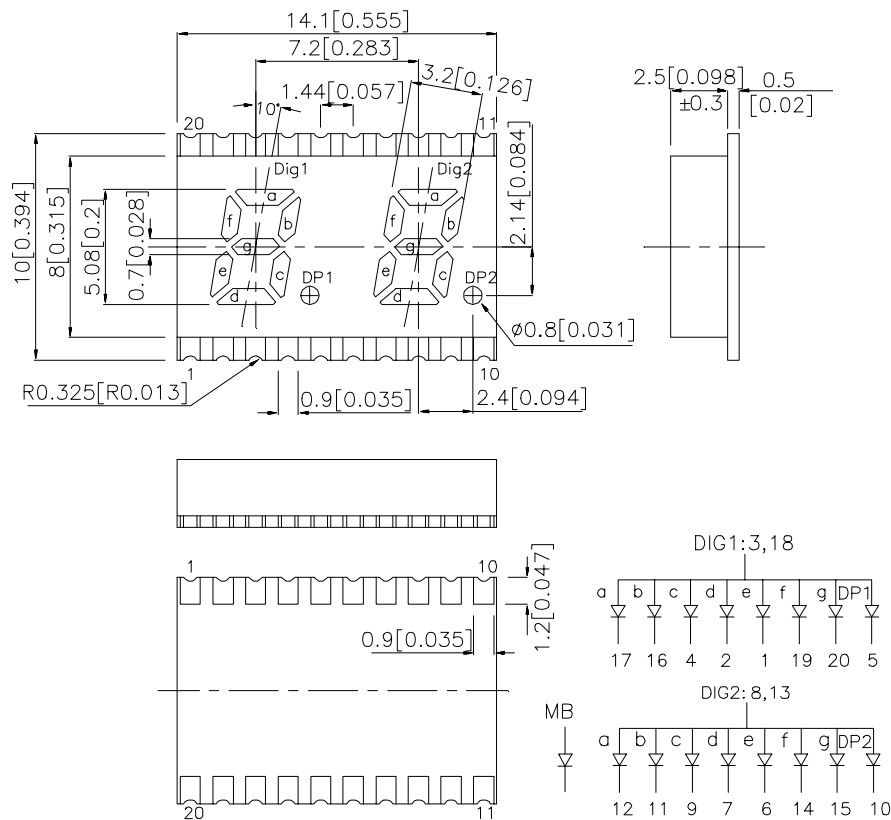 14.1[0.555]
7.2[0.283]
1.44[0.057]
3.2[0.126]
10°
2.5[0.098]
±0.3
0.5
[0.02]
20
11
Dig1
Dig2
10[0.394]
8[0.315]
5.08[0.2]
0.7[0.028]
2.14[0.084]
a
b
c
d
e
f
g
DP1
a
b
c
d
e
f
g
DP2
ø0.8[0.031]
1
10
R0.325[R0.013]
0.9[0.035]
2.4[0.094]
1
10
1.2[0.047]
0.9[0.035]
20
11
DIG1:3,18
a b c d e f g DP1
17 16 4 2 1 19 20 5
DIG2:8,13
MB
a b c d e f g DP2
12 11 9 7 6 14 15 10